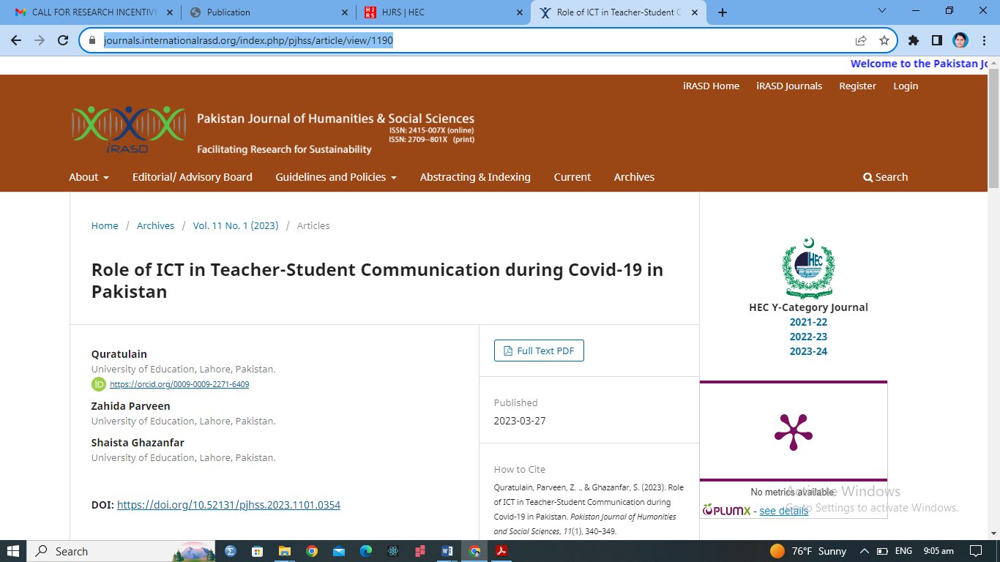 CALL FOR RESEARCH INCENTIVE
Publication
HJRS | HEC
Role of ICT in Teacher-Student C
journals.internationalrasd.org/index.php/pjhss/article/view/1190
Welcome to the Pakistan Jo
iRASD Home iRASD Journals Register Login
iRASD
Pakistan Journal of Humanities & Social Sciences
ISSN: 2415-007X (online)
ISSN: 2709--801X (print)
Facilitating Research for Sustainability
About Editorial/ Advisory Board Guidelines and Policies Abstracting & Indexing Current Archives Search
Home / Archives / Vol. 11 No. 1 (2023) / Articles
Role of ICT in Teacher-Student Communication during Covid-19 in
Pakistan
Quratulain
University of Education, Lahore, Pakistan.
iD https://orcid.org/0009-0009-2271-6409
Zahida Parveen
University of Education, Lahore, Pakistan.
Shaista Ghazanfar
University of Education, Lahore, Pakistan.
DOI: https://doi.org/10.52131/pjhss.2023.1101.0354
Full Text PDF
Published
2023-03-27
How to Cite
Quratulain, Parveen, Z. ., & Ghazanfar, S. (2023). Role
of ICT in Teacher-Student Communication during
Covid-19 in Pakistan. Pakistan Journal of Humanities
and Social Sciences, 11(1), 340–349.
HEC
HEC Y-Category Journal
2021-22
2022-23
2023-24
No metrics available.
PLUMX - see details
Activate Windows
Go to Settings to activate Windows.
Search
76°F Sunny
ENG
9:05 am